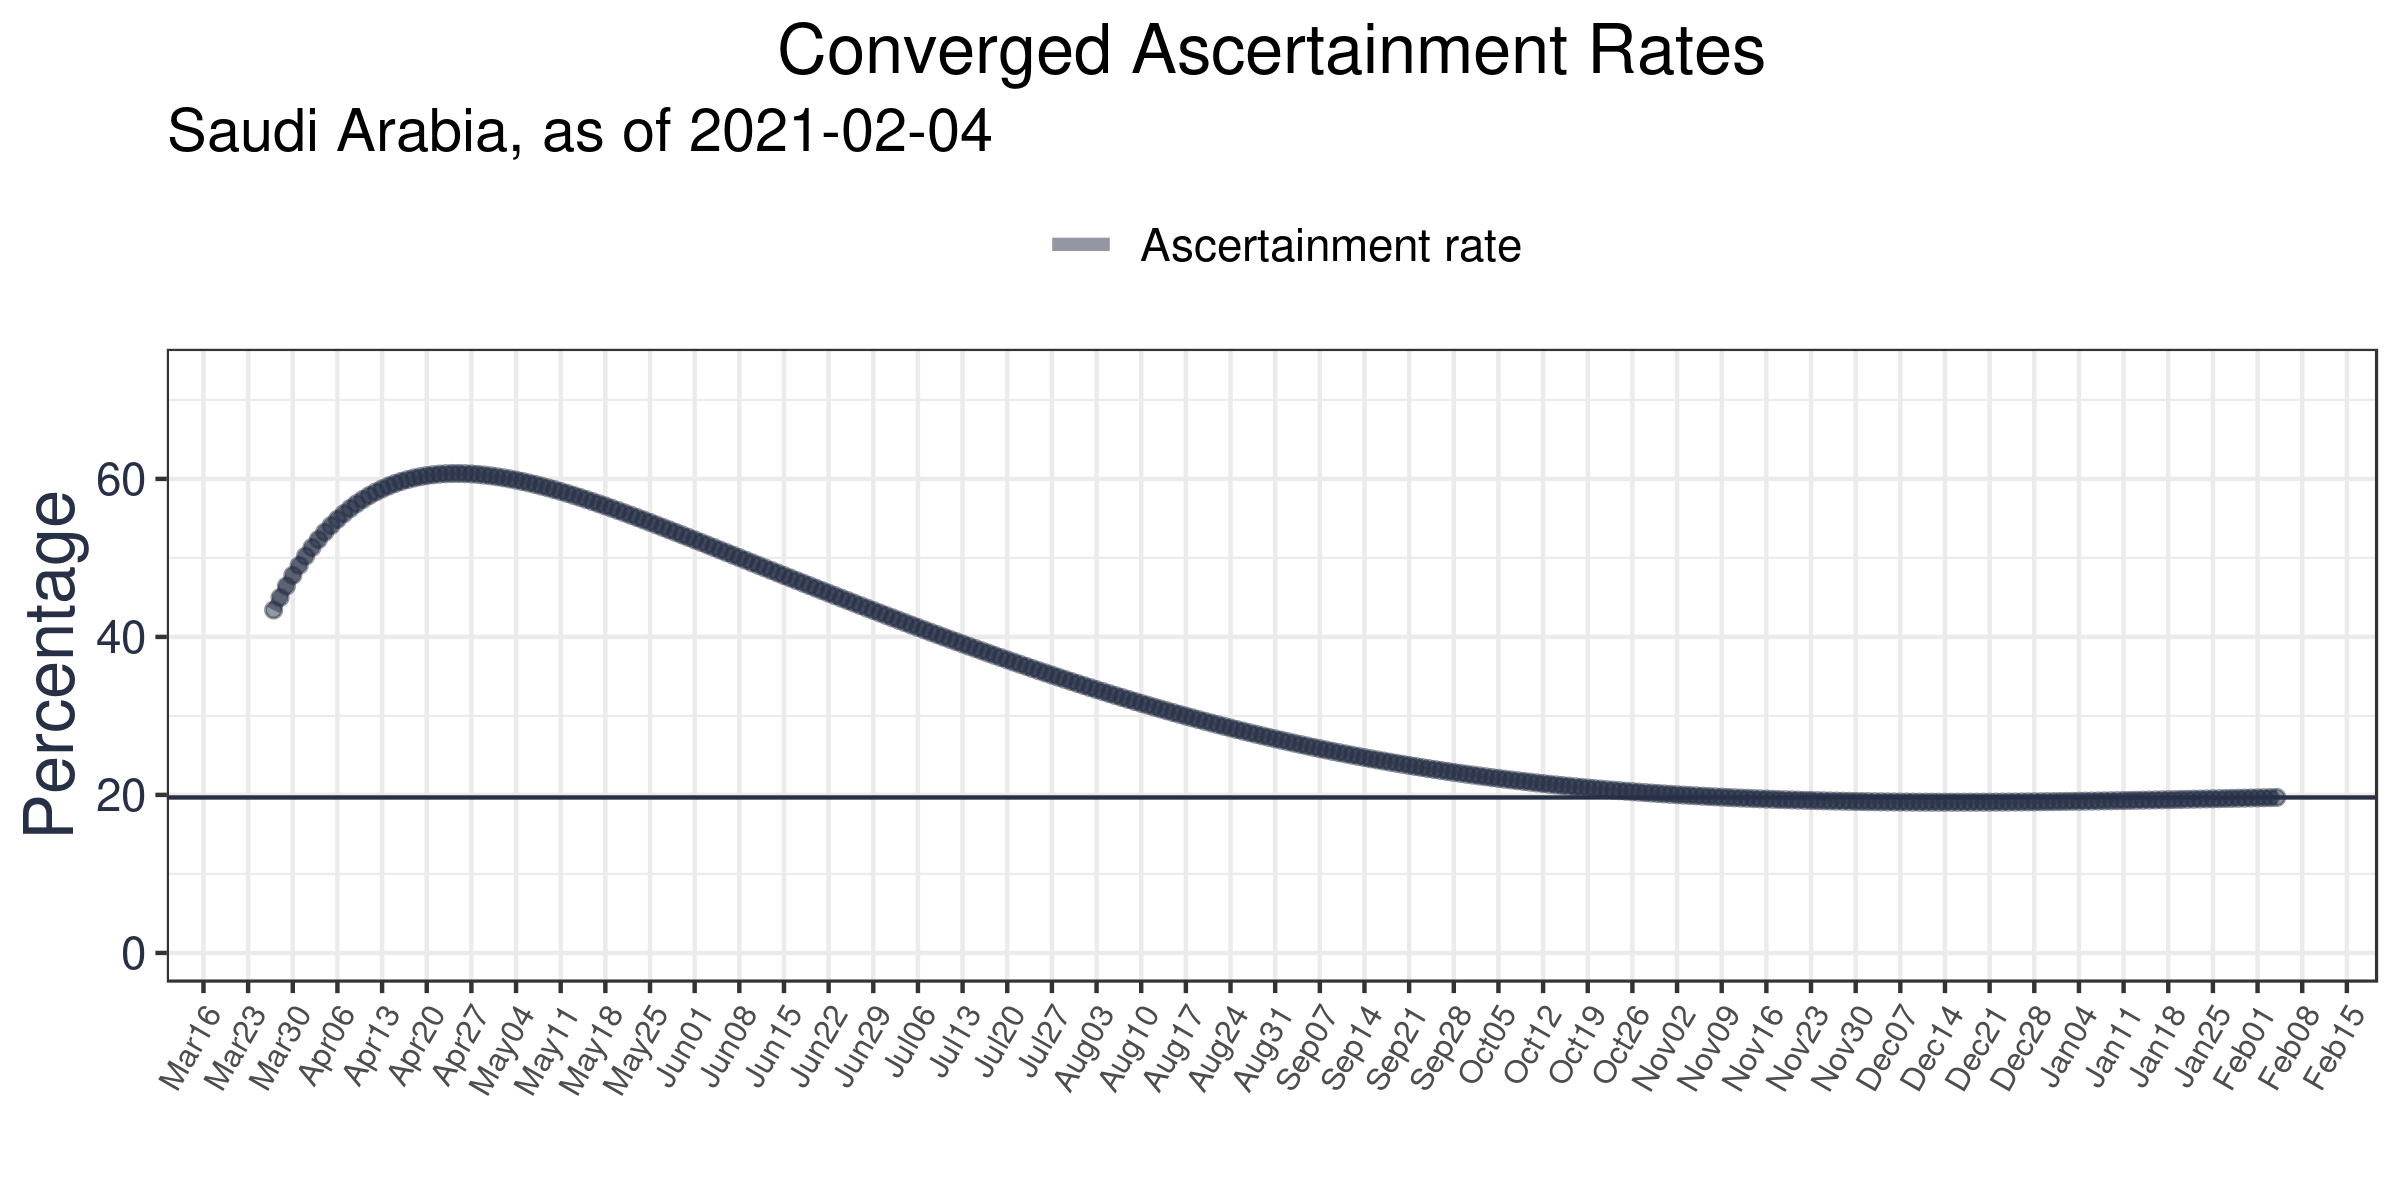 Converged Ascertainment Rates
Saudi Arabia, as of 2021-02-04
Ascertainment rate
Percentage
60
40
20
0
Mar16 Mar23 Mar30 Apr06 Apr13 Apr20 Apr27 May04 May11 May18 May25 Jun01 Jun08 Jun15 Jun22 Jun29 Jul06 Jul13 Jul20 Jul27 Aug03 Aug10 Aug17 Aug24 Aug31 Sep07 Sep14 Sep21 Sep28 Oct05 Oct12 Oct19 Oct26 Nov02 Nov09 Nov16 Nov23 Nov30 Dec07 Dec14 Dec21 Dec28 Jan04 Jan11 Jan18 Jan25 Feb01 Feb08 Feb15